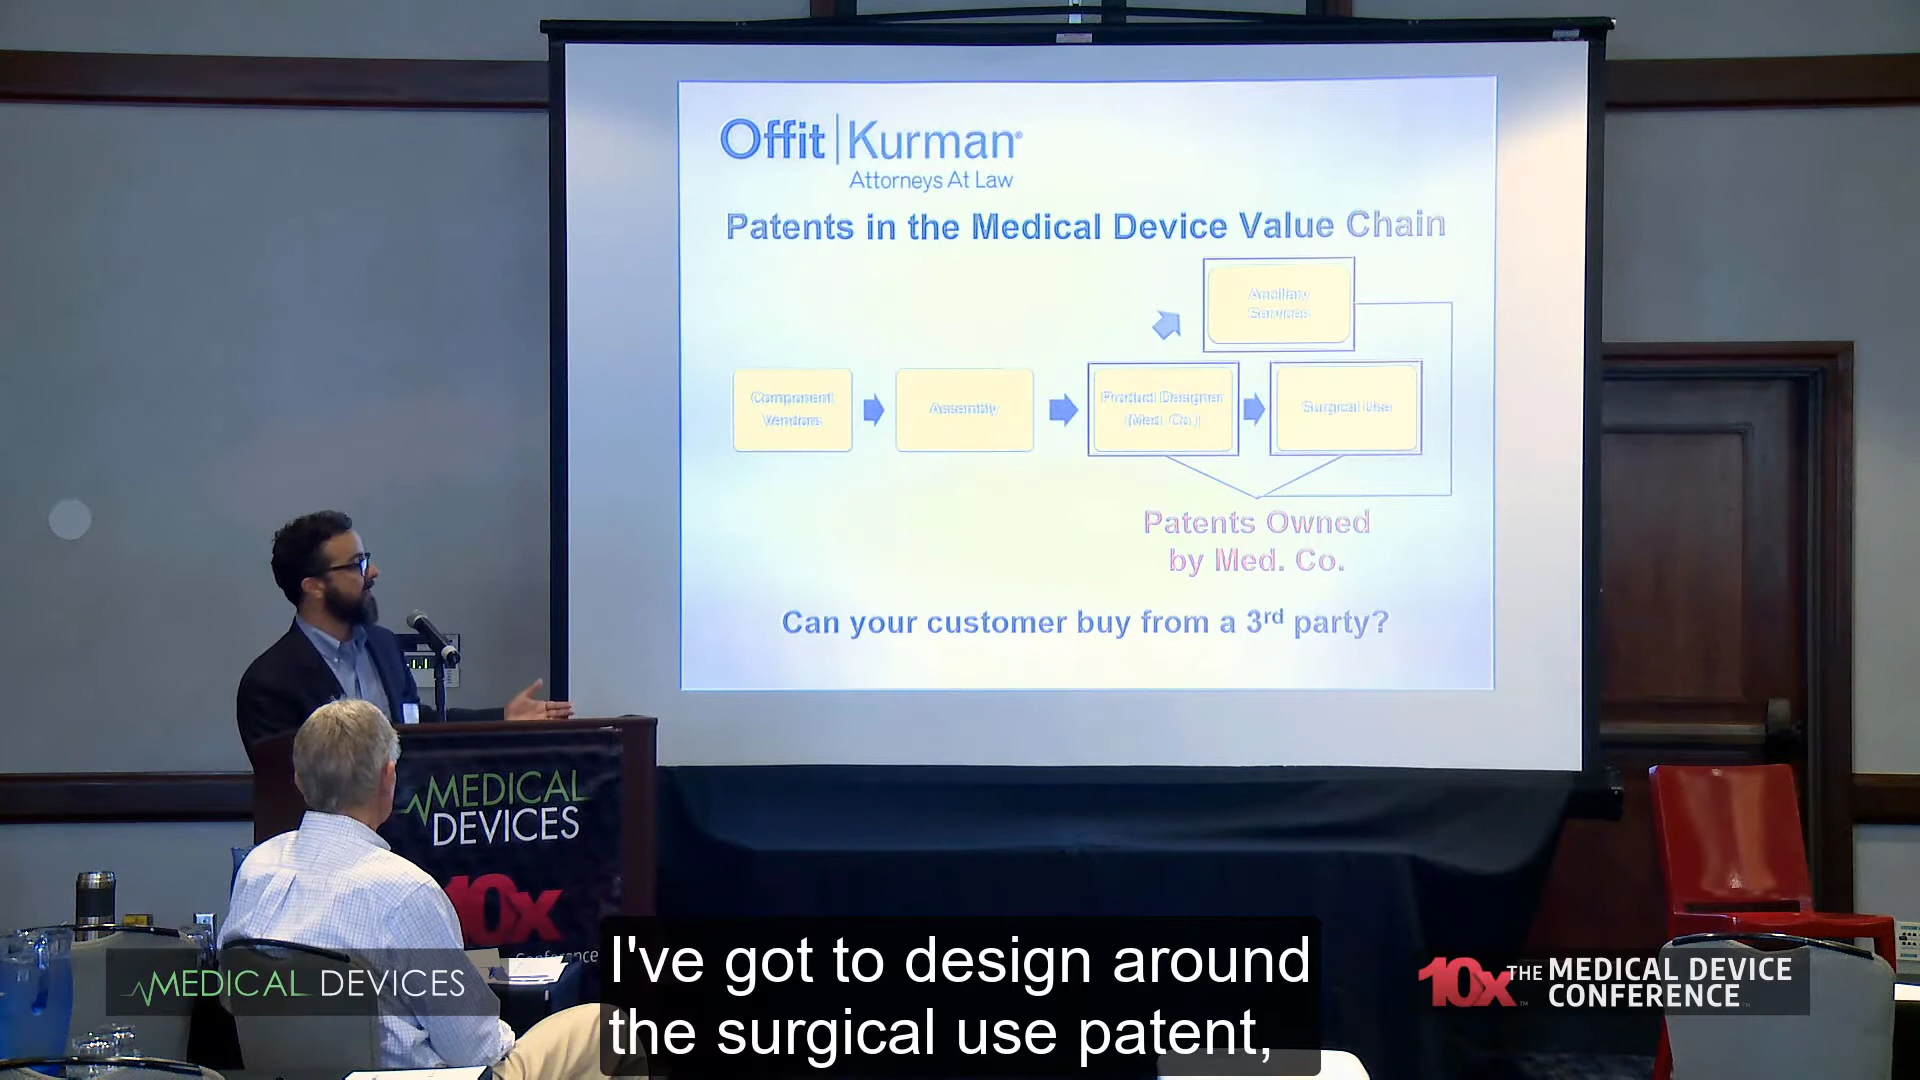 Offit | Kurman®
Attorneys At Law
Patents in the Medical Device Value Chain
Ancillary
Services
Component
Vendors
Assembly
Product Designer
(Med. Co.)
Surgical Use
Patents Owned
by Med. Co.
Can your customer buy from a 3rd party?
MEDICAL
DEVICES
10x
Conference
I've got to design around
the surgical use patent,
MEDICAL DEVICES
10x THE MEDICAL DEVICE
CONFERENCE